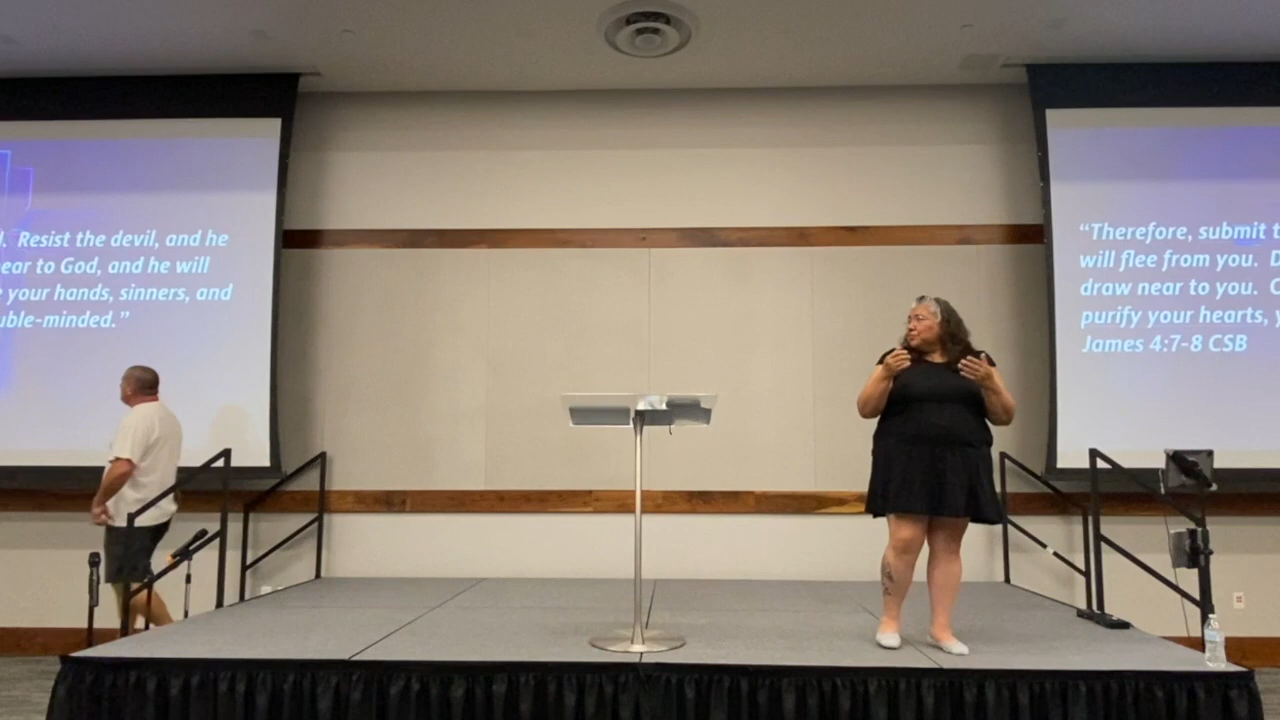 . Resist the devil, and he
ear to God, and he will
your hands, sinners, and
uble-minded.”
“Therefore, submit t
will flee from you. D
draw near to you. C
purify your hearts, y
James 4:7-8 CSB